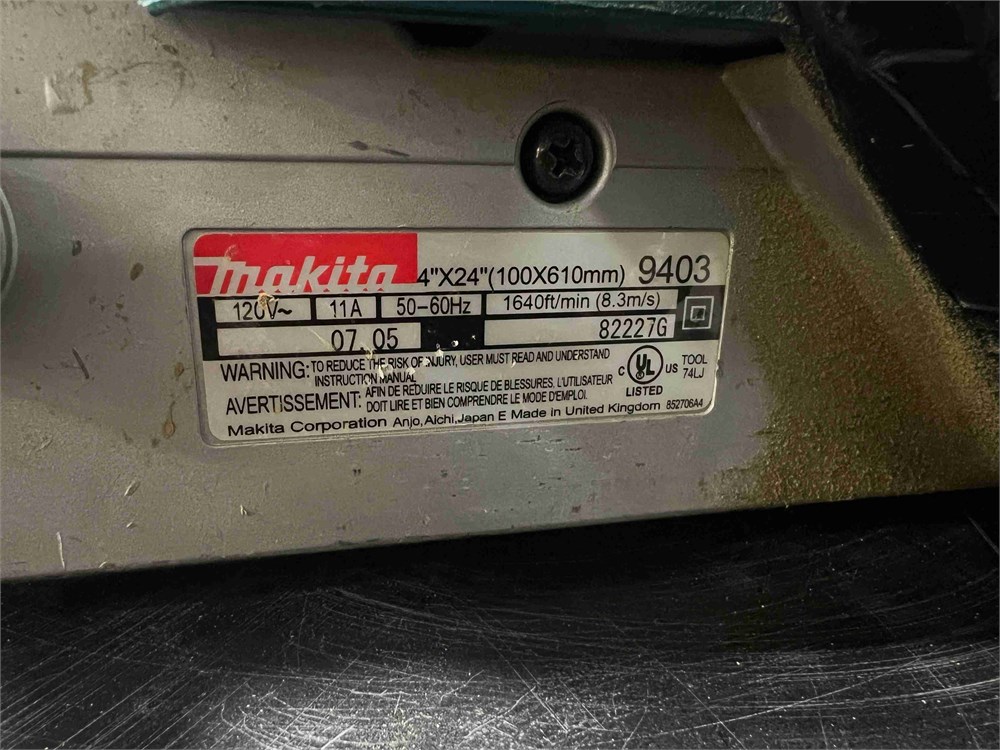 makita 4"X24"(100X610mm) 9403
120V~ 11A 50-60Hz 1640ft/min (8.3m/s)
07.05 82227G
WARNING: TO REDUCE THE RISK OF INJURY, USER MUST READ AND UNDERSTAND
INSTRUCTION MANUAL
AVERTISSEMENT: AFIN DE REDUIRE LE RISQUE DE BLESSURES, L'UTILISATEUR
DOIT LIRE ET BIEN COMPRENDRE LE MODE D'EMPLOI.
C UL US
LISTED
TOOL
74LJ
Makita Corporation Anjo, Aichi, Japan E Made in United Kingdom 852706A4